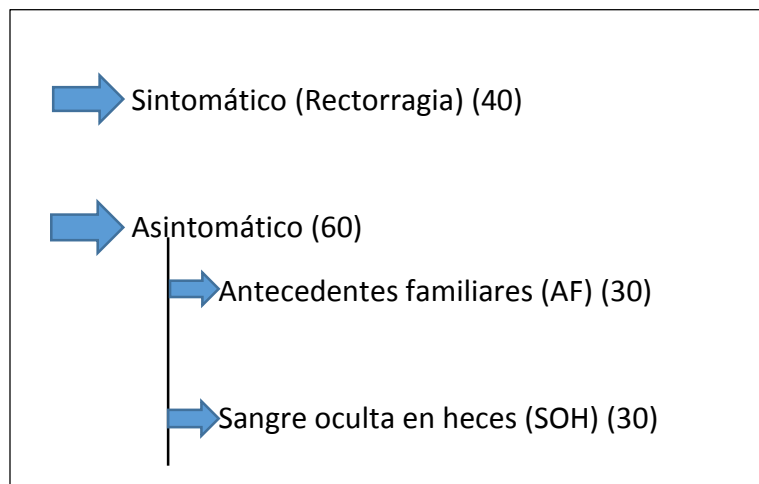 Sintomático (Rectorragia) (40)
Asintomático (60)
Antecedentes familiares (AF) (30)
Sangre oculta en heces (SOH) (30)